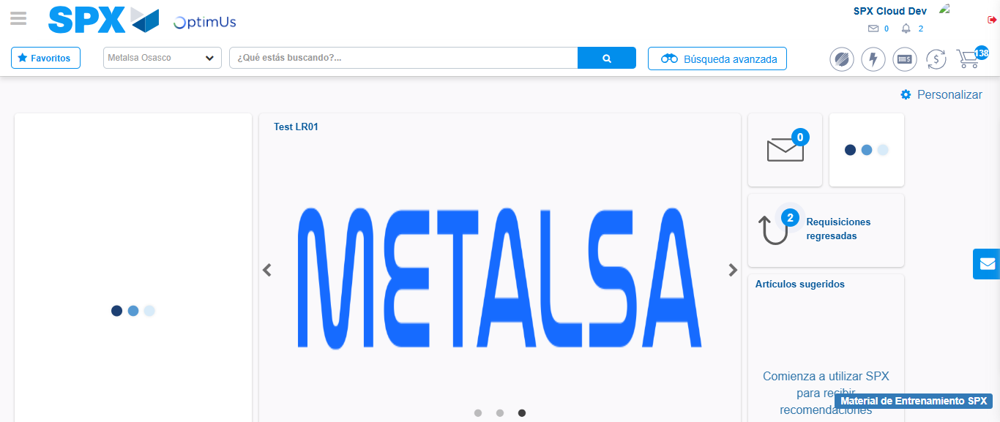 SPX OptimUs
SPX Cloud Dev
0 2
Favoritos
Metalsa Osasco
¿Qué estás buscando?...
Búsqueda avanzada
138
Personalizar
Test LR01
METALSA
0
2
Requisiciones
regresadas
Artículos sugeridos
Comienza a utilizar SPX
para recibir
recomendaciones
Material de Entrenamiento SPX